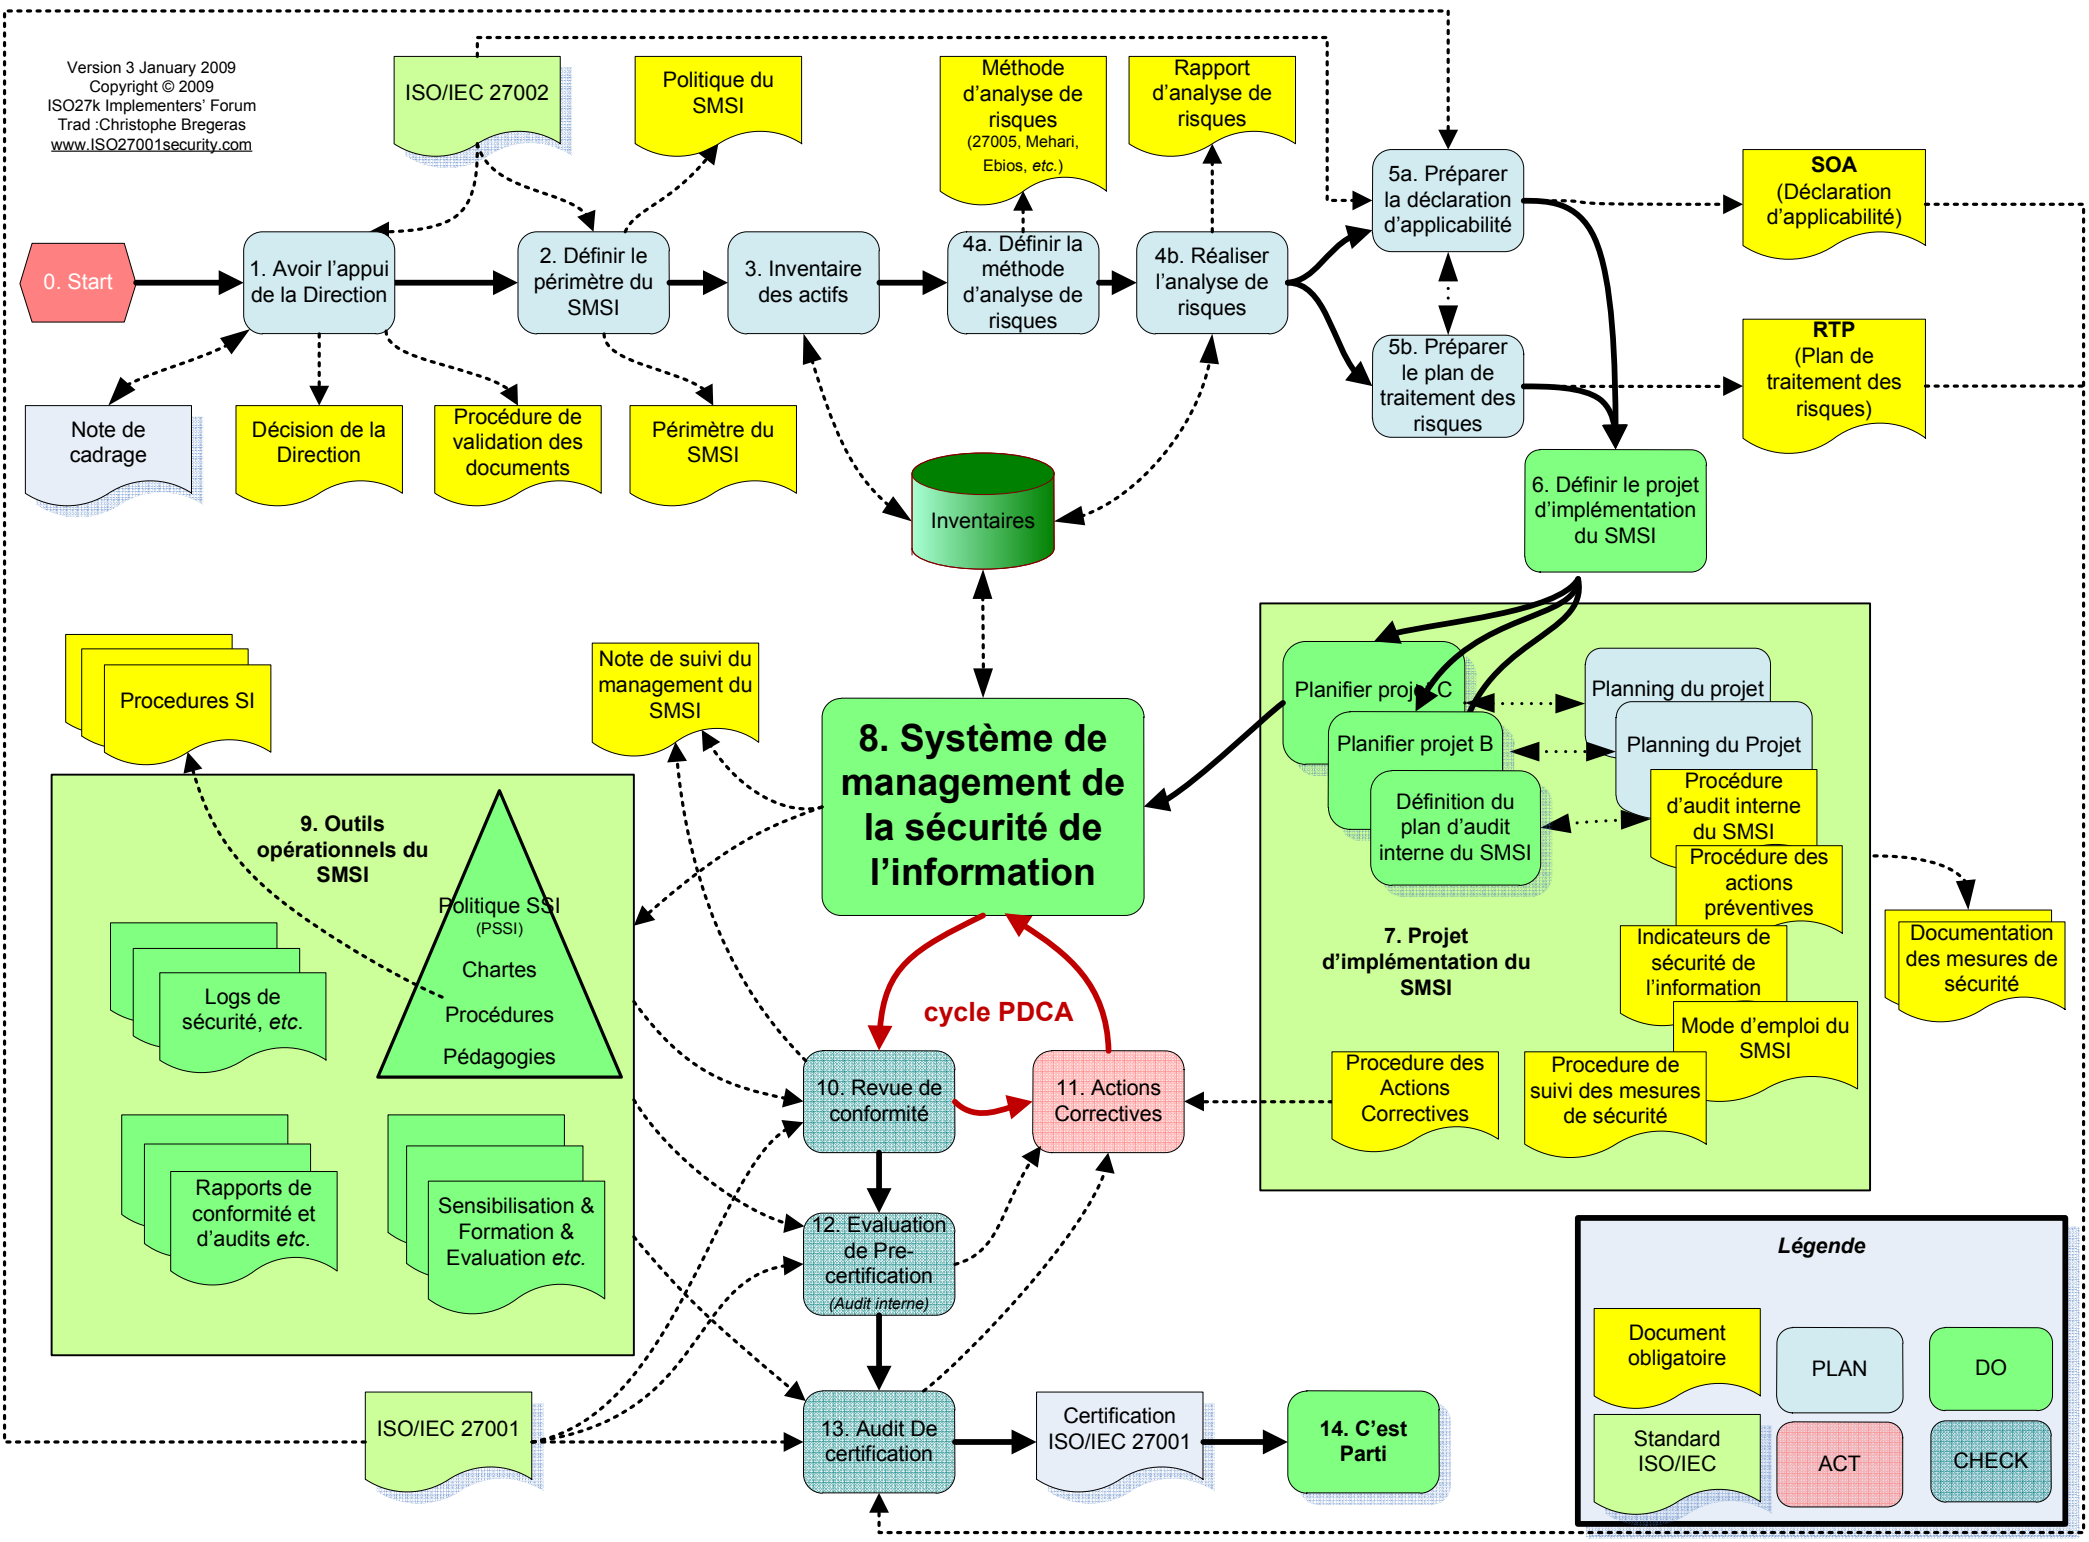 Version 3 January 2009
Copyright © 2009
ISO27k Implementers' Forum
Trad :Christophe Bregeras
www.ISO27001security.com
ISO/IEC 27002
Politique du
SMSI
Méthode
d'analyse de
risques
(27005, Mehari,
Ebios, etc.)
Rapport
d'analyse de
risques
0. Start
1. Avoir l'appui
de la Direction
2. Définir le
périmètre du
SMSI
3. Inventaire
des actifs
4a. Définir la
méthode
d'analyse de
risques
4b. Réaliser
l'analyse de
risques
5a. Préparer
la déclaration
d'applicabilité
5b. Préparer
le plan de
traitement des
risques
SOA
(Déclaration
d'applicabilité)
RTP
(Plan de
traitement des
risques)
Note de
cadrage
Décision de la
Direction
Procédure de
validation des
documents
Périmètre du
SMSI
Inventaires
6. Définir le projet
d'implémentation
du SMSI
Procedures SI
Note de suivi du
management du
SMSI
8. Système de
management de
la sécurité de
l'information
Planifier projet C
Planifier projet B
Définition du
plan d'audit
interne du SMSI
Planning du projet
Planning du Projet
Procédure
d'audit interne
du SMSI
Procédure des
actions
préventives
Indicateurs de
sécurité de
l'information
Mode d'emploi du
SMSI
Procedure de
suivi des mesures
de sécurité
Procedure des
Actions
Correctives
7. Projet
d'implémentation du
SMSI
Documentation
des mesures de
sécurité
9. Outils
opérationnels du
SMSI
Politique SSI
(PSSI)
Chartes
Procédures
Pédagogies
Logs de
sécurité, etc.
Rapports de
conformité et
d'audits etc.
Sensibilisation &
Formation &
Evaluation etc.
cycle PDCA
10. Revue de
conformité
11. Actions
Correctives
12. Evaluation
de Pre-
certification
(Audit interne)
13. Audit De
certification
ISO/IEC 27001
Certification
ISO/IEC 27001
14. C'est
Parti
Légende
Document
obligatoire
PLAN
DO
Standard
ISO/IEC
ACT
CHECK